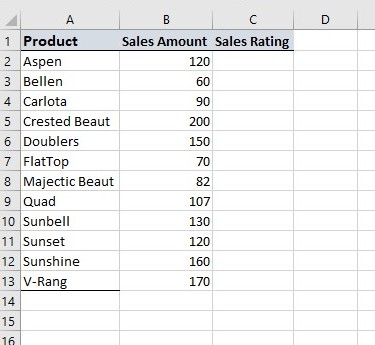 A B C D
1 Product Sales Amount Sales Rating
2 Aspen 120
3 Bellen 60
4 Carlota 90
5 Crested Beaut 200
6 Doublers 150
7 FlatTop 70
8 Majectic Beaut 82
9 Quad 107
10 Sunbell 130
11 Sunset 120
12 Sunshine 160
13 V-Rang 170
14
15
16